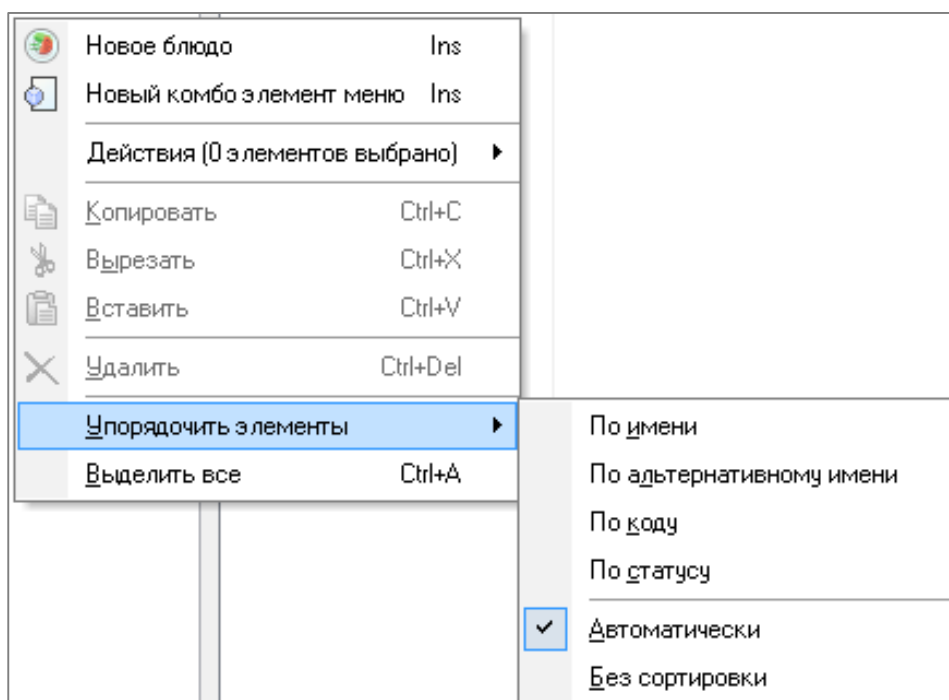 Новое блюдо Ins
Новый комбо элемент меню Ins
Действия (0 элементов выбрано)
Копировать Ctrl+C
Вырезать Ctrl+X
Вставить Ctrl+V
Удалить Ctrl+Del
Упорядочить элементы
Выделить все Ctrl+A
По имени
По альтернативному имени
По коду
По статусу
Автоматически
Без сортировки